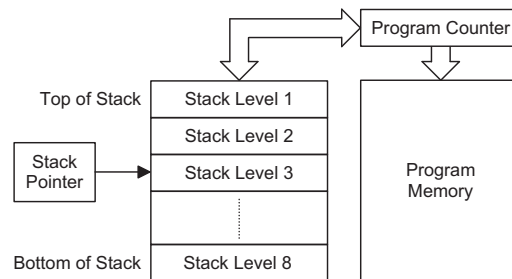 Program Counter
Top of Stack
Stack Level 1
Stack Level 2
Stack
Pointer
Stack Level 3
Program
Memory
Bottom of Stack
Stack Level 8